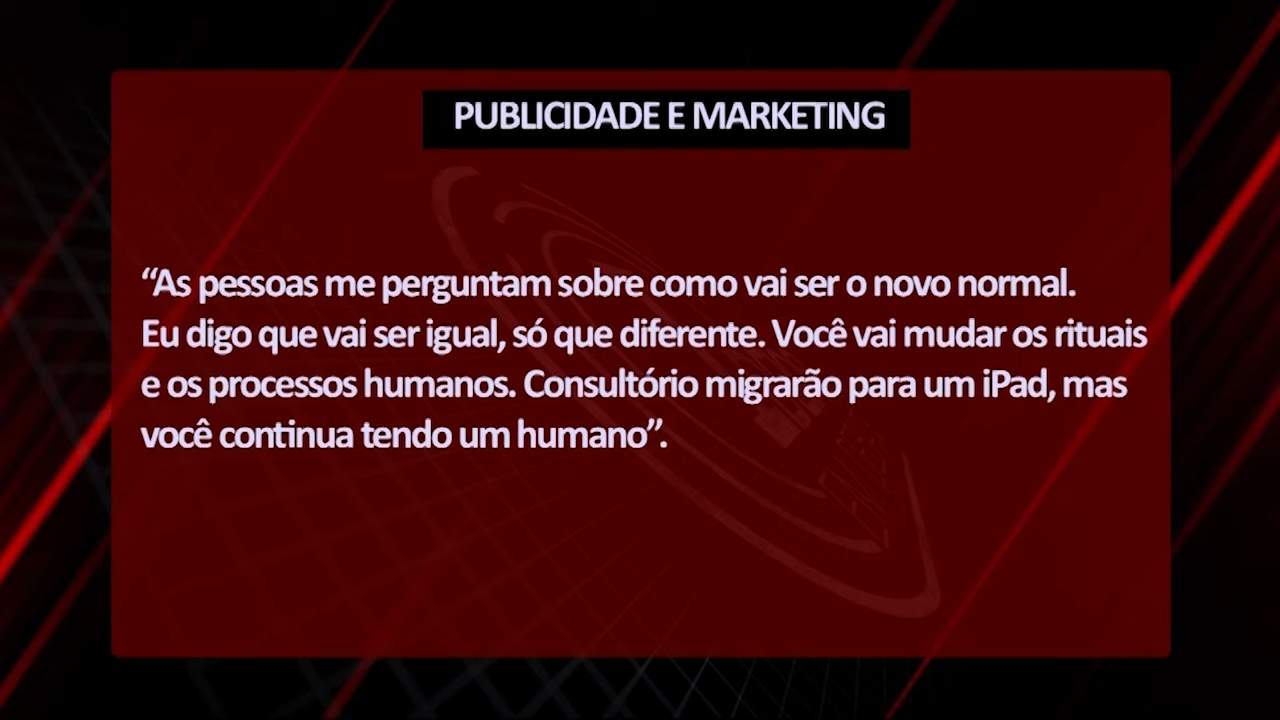 PUBLICIDADE E MARKETING
“As pessoas me perguntam sobre como vai ser o novo normal.
Eu digo que vai ser igual, só que diferente. Você vai mudar os rituais
e os processos humanos. Consultório migrarão para um iPad, mas
você continua tendo um humano”.